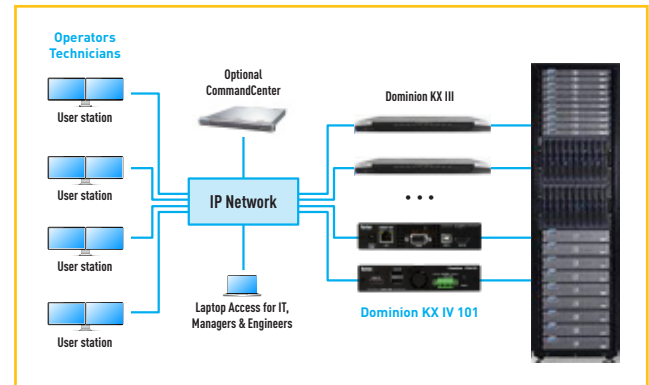 Operators
Technicians
User station
User station
User station
User station
Optional
CommandCenter
IP Network
Laptop Access for IT,
Managers & Engineers
Dominion KX III
• • •
Dominion KX IV 101